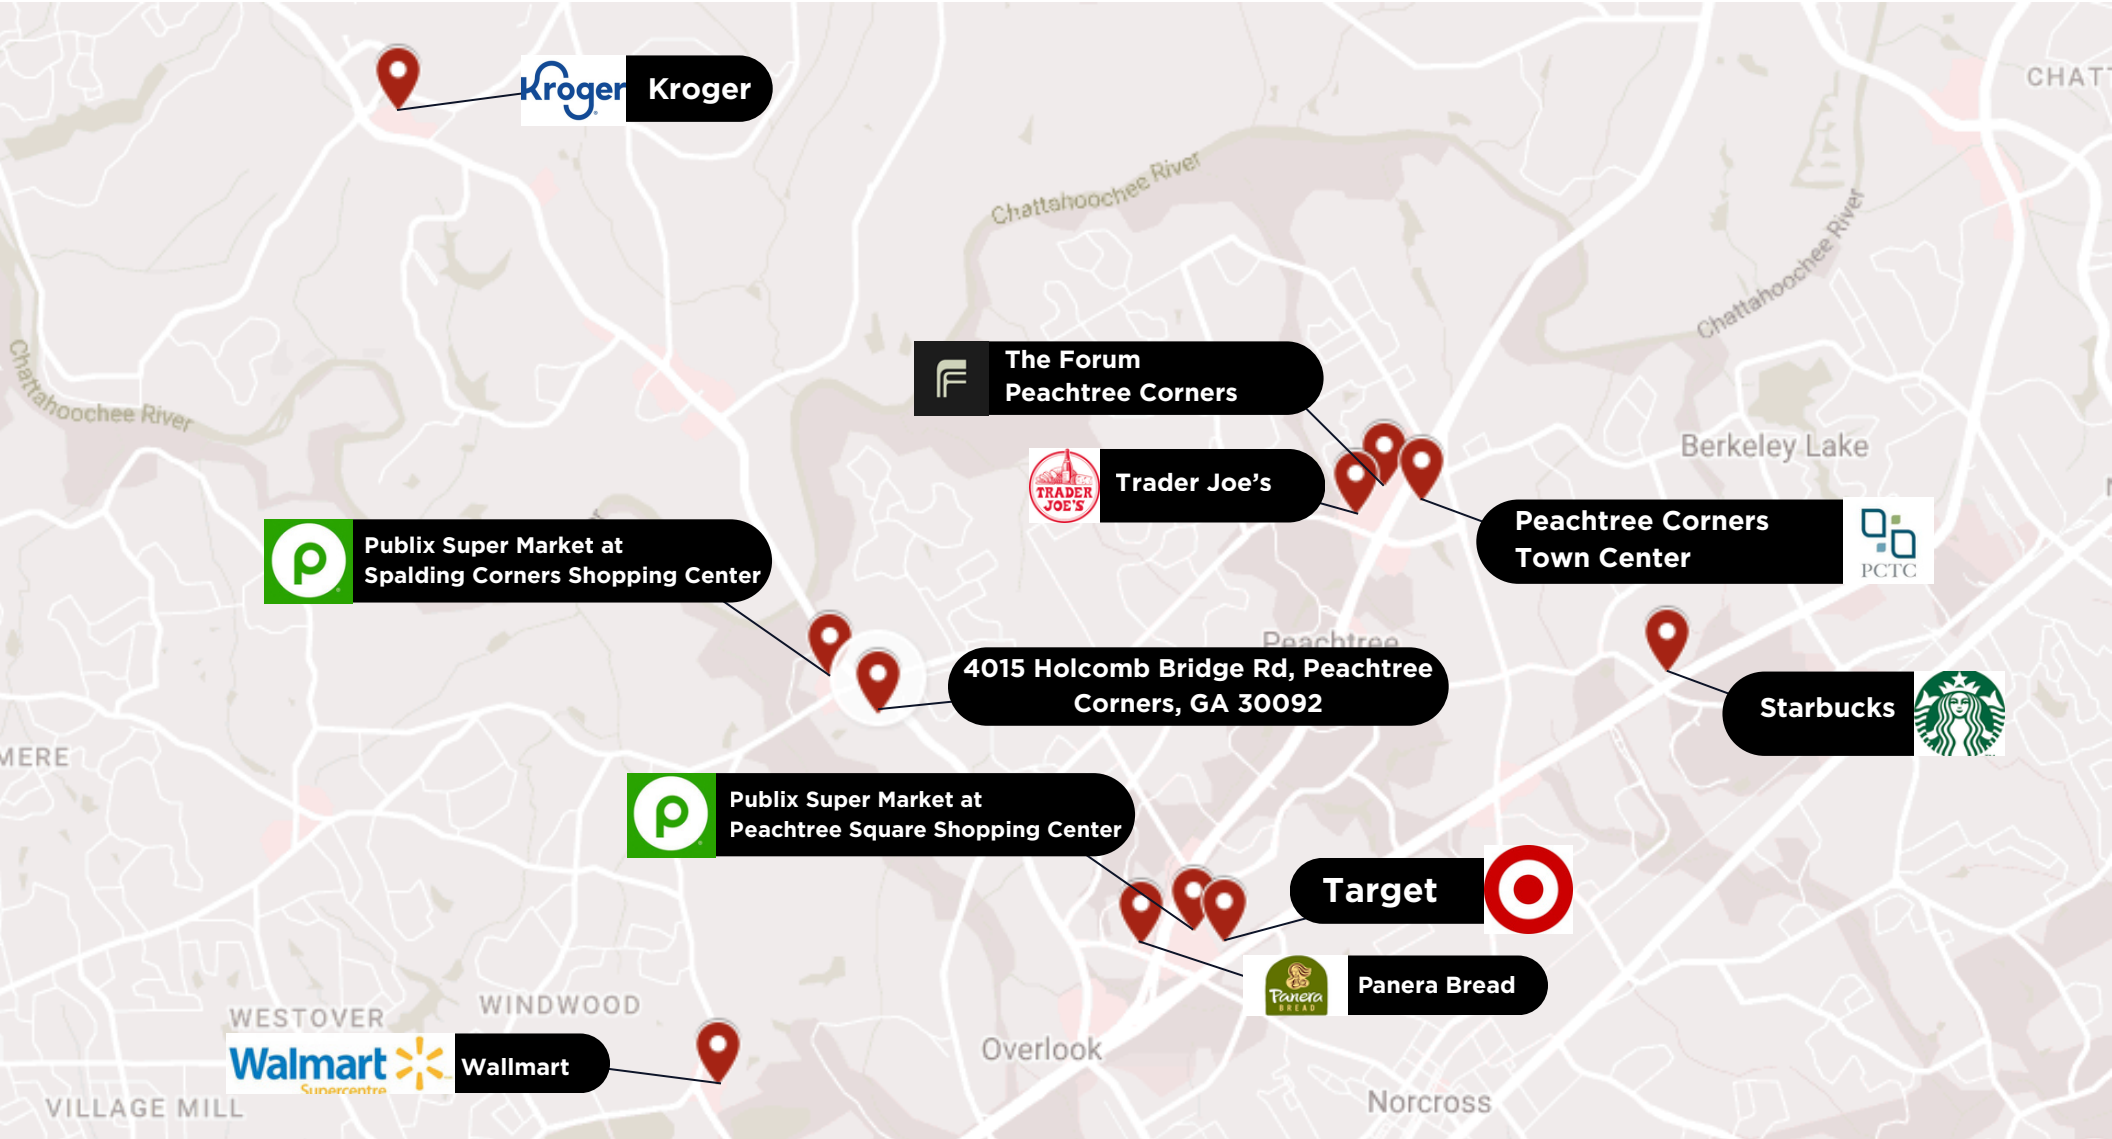 CHATT
Kroger
Kroger
Chattahoochee River
Chattahoochee River
Chattahoochee River
The Forum
Peachtree Corners
TRADER
JOE'S
Trader Joe’s
Berkeley Lake
Peachtree Corners
Town Center
PCTC
Publix Super Market at
Spalding Corners Shopping Center
Peachtree
4015 Holcomb Bridge Rd, Peachtree
Corners, GA 30092
Starbucks
MERE
Publix Super Market at
Peachtree Square Shopping Center
Target
Panera
BREAD
Panera Bread
WESTOVER
WINDWOOD
Walmart
Supercentre
Wallmart
Overlook
VILLAGE MILL
Norcross